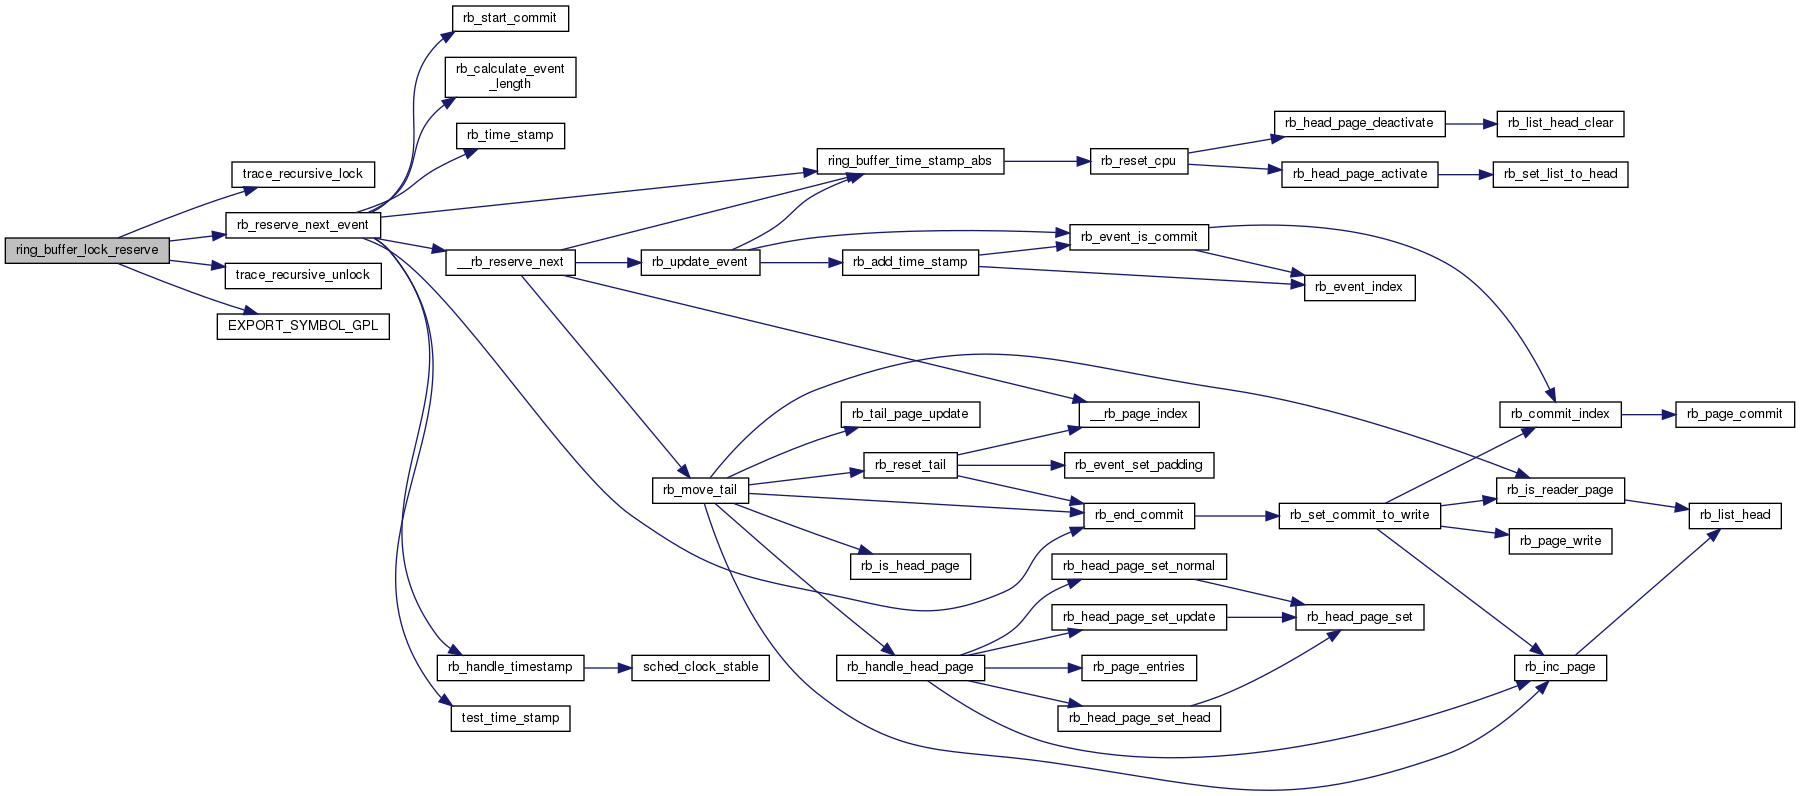 rb_start_commit
rb_calculate_event
_length
rb_time_stamp
trace_recursive_lock
rb_reserve_next_event
ring_buffer_lock_reserve
trace_recursive_unlock
EXPORT_SYMBOL_GPL
__rb_reserve_next
rb_update_event
ring_buffer_time_stamp_abs
rb_add_time_stamp
rb_reset_cpu
rb_event_is_commit
rb_head_page_deactivate
rb_head_page_activate
rb_list_head_clear
rb_set_list_to_head
rb_event_index
rb_move_tail
rb_tail_page_update
rb_reset_tail
rb_is_head_page
rb_handle_head_page
__rb_page_index
rb_event_set_padding
rb_end_commit
rb_head_page_set_normal
rb_head_page_set_update
rb_page_entries
rb_head_page_set_head
rb_set_commit_to_write
rb_head_page_set
rb_commit_index
rb_is_reader_page
rb_page_write
rb_inc_page
rb_page_commit
rb_list_head
rb_handle_timestamp
sched_clock_stable
test_time_stamp